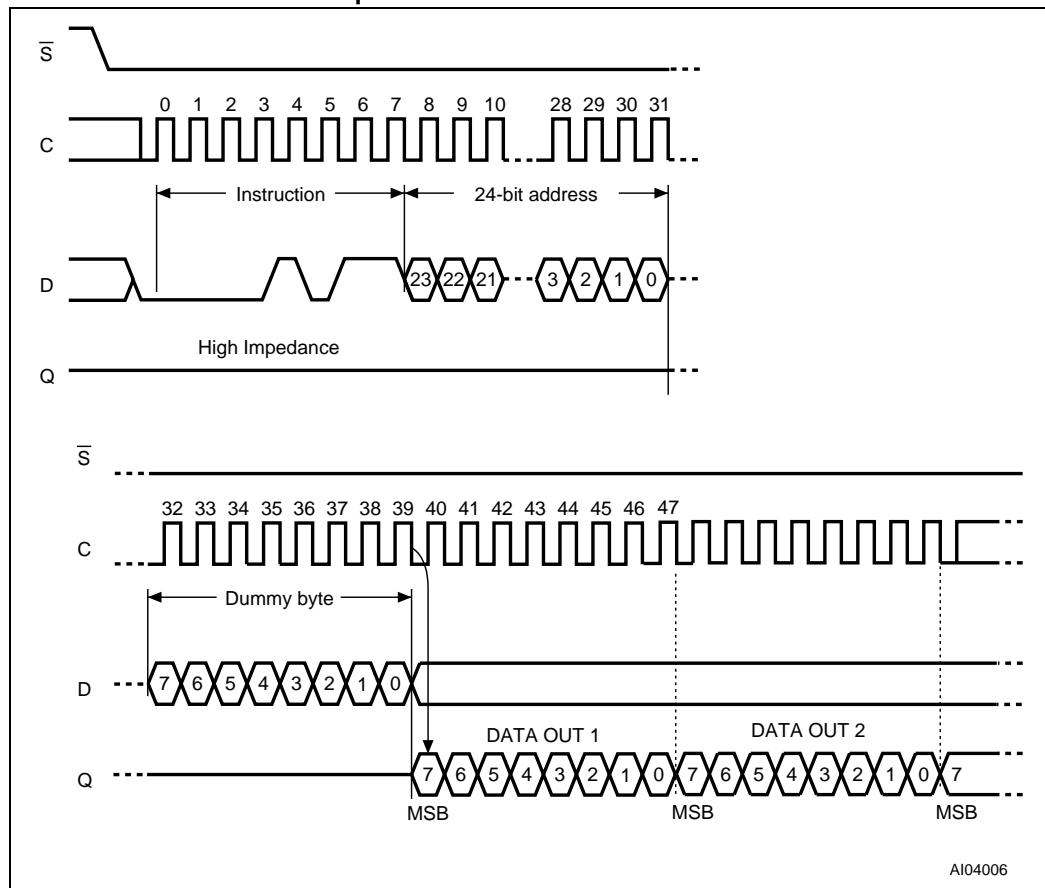 S
0 1 2 3 4 5 6 7 8 9 10 28 29 30 31
C
Instruction 24-bit address
D 23 22 21 3 2 1 0
High Impedance
Q
S
32 33 34 35 36 37 38 39 40 41 42 43 44 45 46 47
C
Dummy byte
D 7 6 5 4 3 2 1 0
DATA OUT 1 DATA OUT 2
Q 7 6 5 4 3 2 1 0 7 6 5 4 3 2 1 0 7
MSB MSB MSB
AI04006